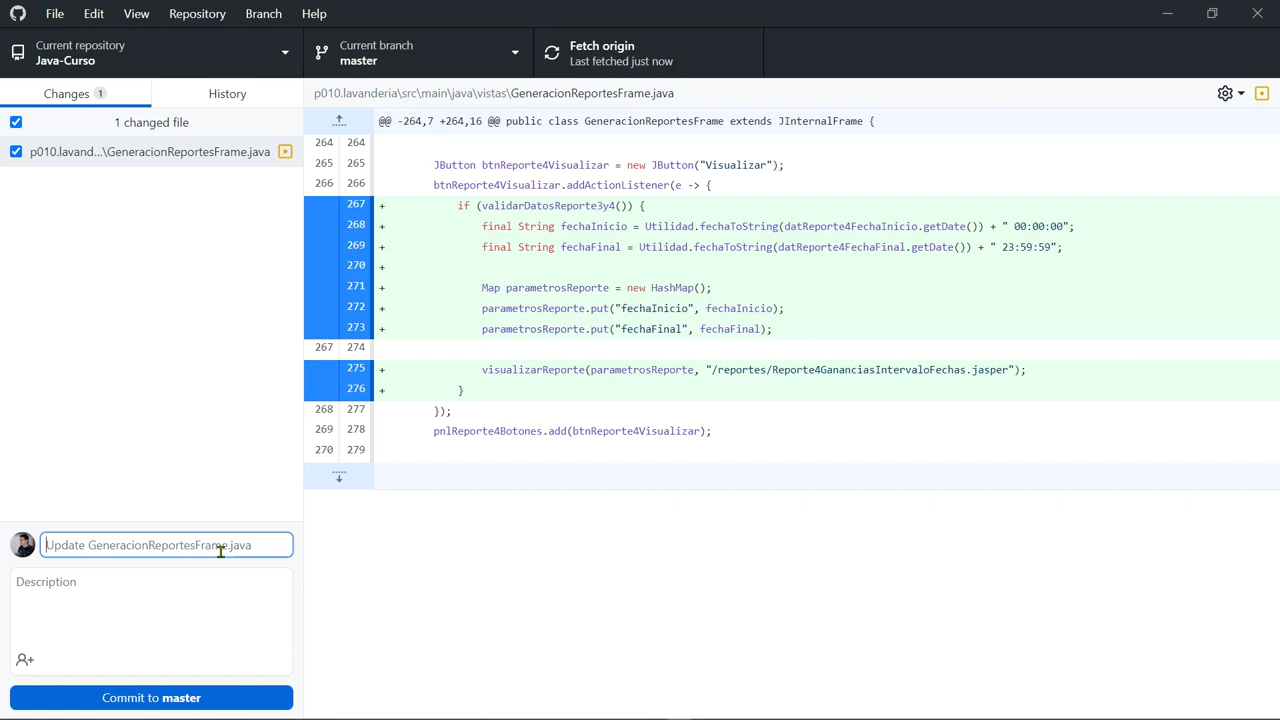 File Edit View Repository Branch Help
Current repository
Java-Curso
Current branch
master
Fetch origin
Last fetched just now
Changes 1 History
1 changed file
p010.lavand...\GeneracionReportesFrame.java
p010.lavanderia\src\main\java\vistas\GeneracionReportesFrame.java
@@ -264,7 +264,16 @@ public class GeneracionReportesFrame extends JInternalFrame {
264 264
265 265 JButton btnReporte4Visualizar = new JButton("Visualizar");
266 266 btnReporte4Visualizar.addActionListener(e -> {
267 + if (validarDatosReporte3y4()) {
268 + final String fechaInicio = Utilidad.fechaToString(datReporte4FechaInicio.getDate()) + " 00:00:00";
269 + final String fechaFinal = Utilidad.fechaToString(datReporte4FechaFinal.getDate()) + " 23:59:59";
270 +
271 + Map parametrosReporte = new HashMap();
272 + parametrosReporte.put("fechaInicio", fechaInicio);
273 + parametrosReporte.put("fechaFinal", fechaFinal);
267 274
275 + visualizarReporte(parametrosReporte, "/reportes/Reporte4GananciasIntervaloFechas.jasper");
276 + }
268 277 });
269 278 pnlReporte4Botones.add(btnReporte4Visualizar);
270 279
Update GeneracionReportesFrame.java
Description
Commit to master